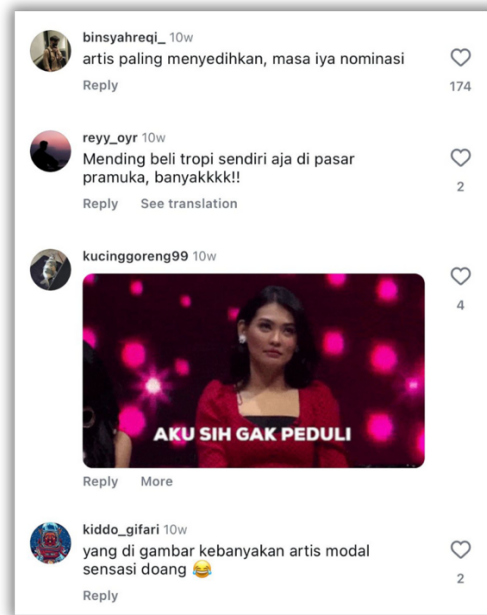 binsyahreqi_ 10w
artis paling menyedihkan, masa iya nominasi
Reply
174
reyy_oyr 10w
Mending beli tropi sendiri aja di pasar
pramuka, banyakkkk!!
2
Reply See translation
kucinggoreng99 10w
4
AKU SIH GAK PEDULI
Reply More
kiddo_gifari 10w
yang di gambar kebanyakan artis modal
sensasi doang 😂
2
Reply